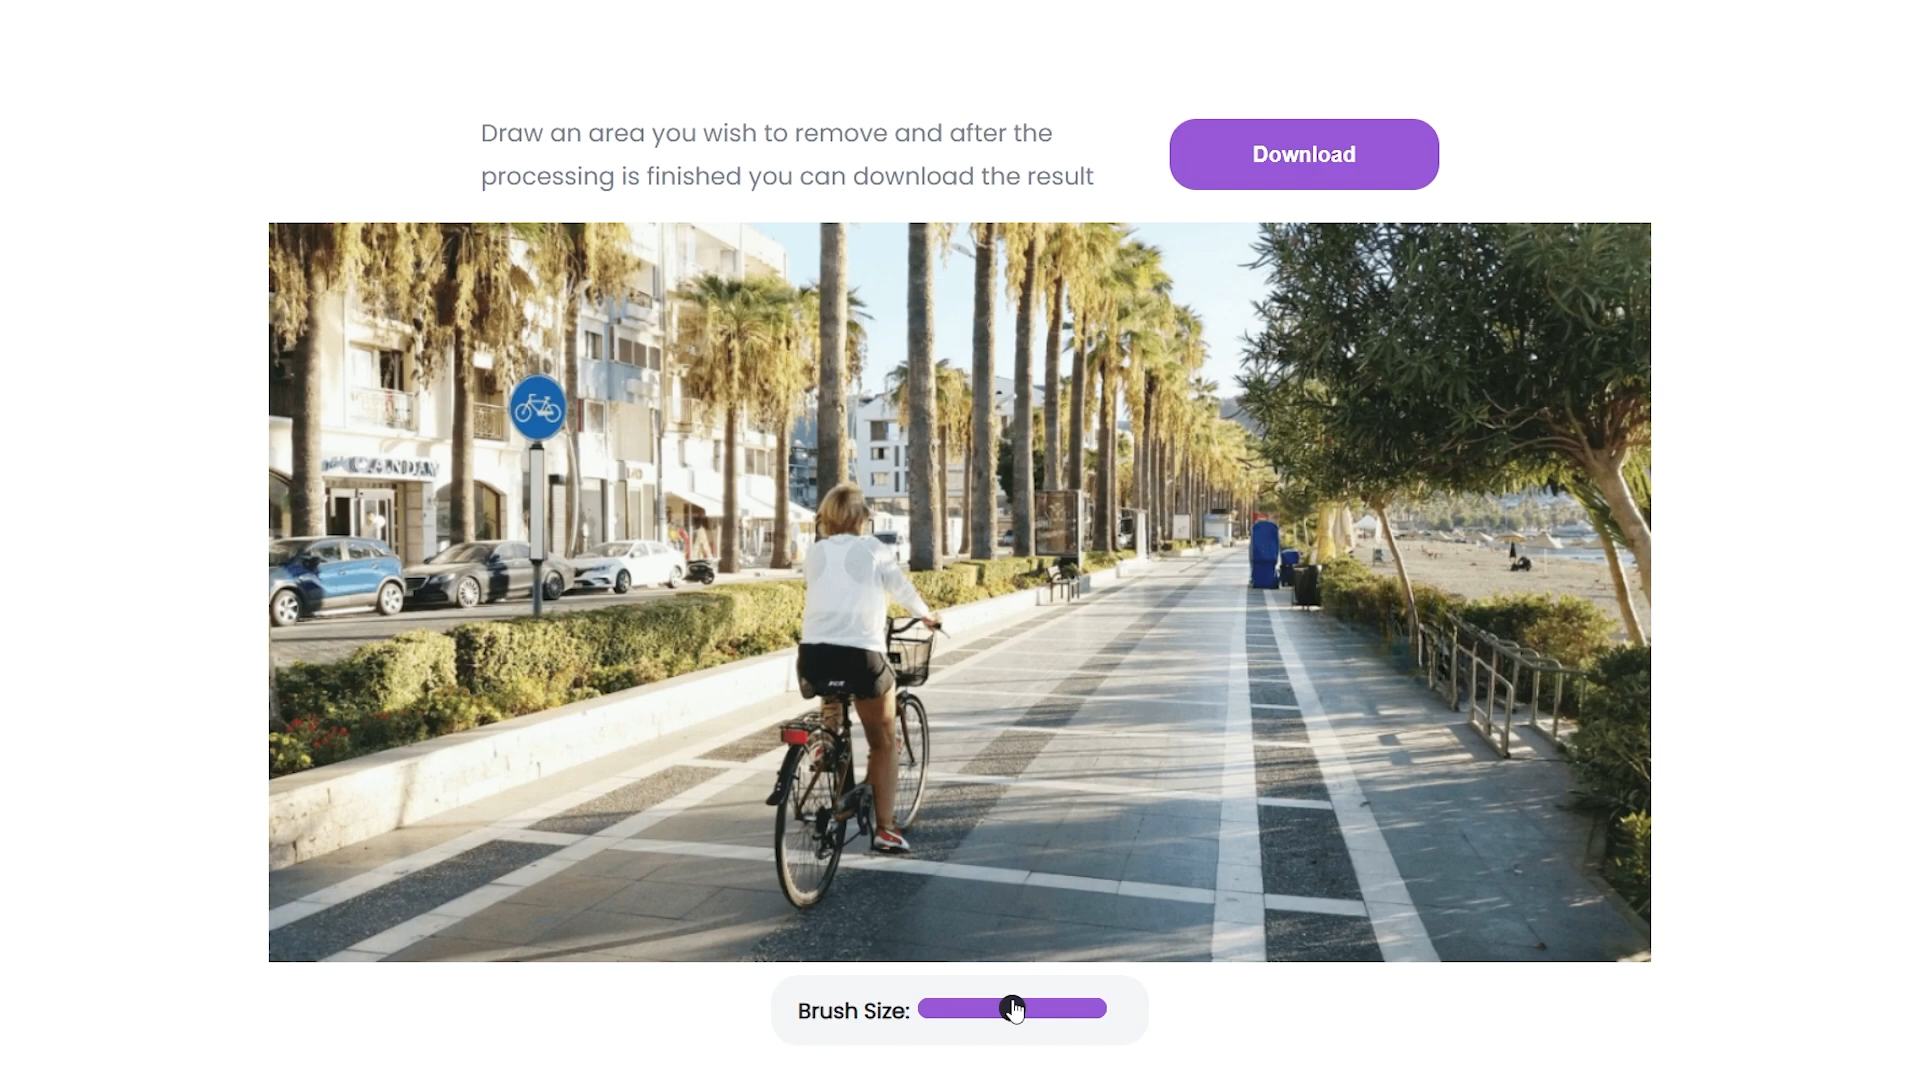 Draw an area you wish to remove and after the
processing is finished you can download the result
Download
Brush Size: